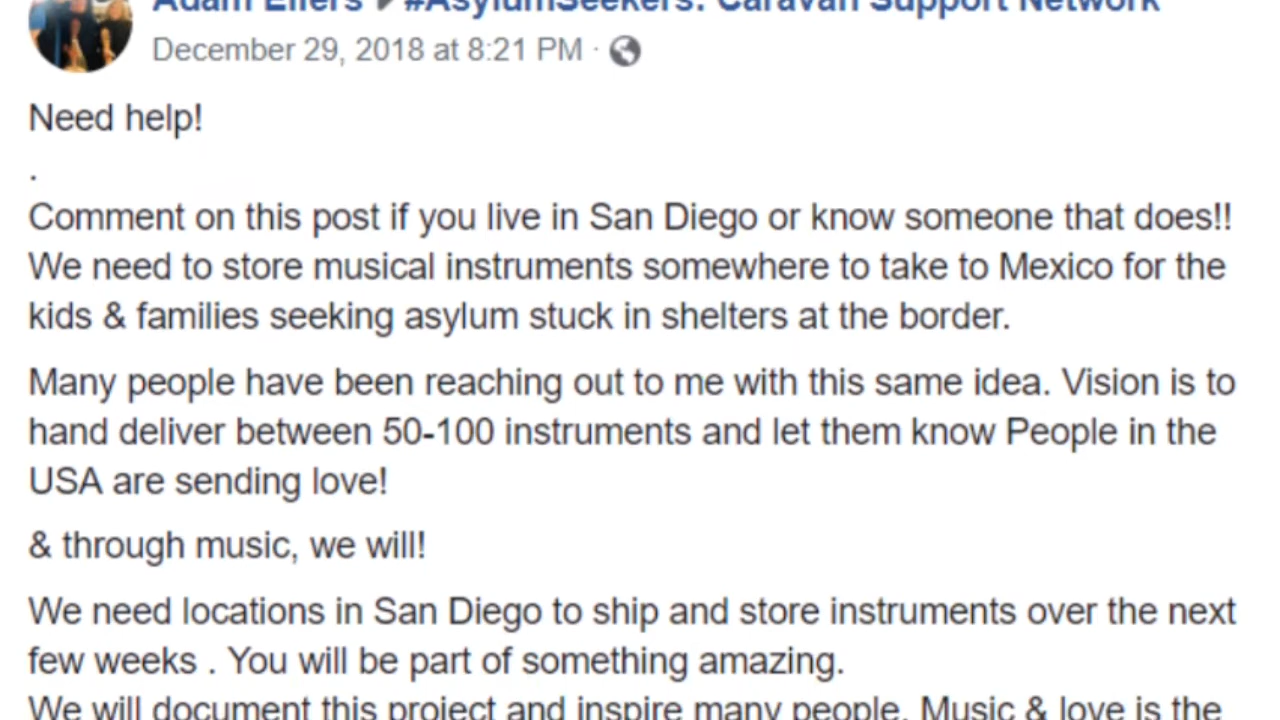 Adam Elfers ▸ #AsylumSeekers: Caravan Support Network
December 29, 2018 at 8:21 PM ·
Need help!
.
Comment on this post if you live in San Diego or know someone that does!!
We need to store musical instruments somewhere to take to Mexico for the
kids & families seeking asylum stuck in shelters at the border.
Many people have been reaching out to me with this same idea. Vision is to
hand deliver between 50-100 instruments and let them know People in the
USA are sending love!
& through music, we will!
We need locations in San Diego to ship and store instruments over the next
few weeks . You will be part of something amazing.
We will document this project and inspire many people. Music & love is the